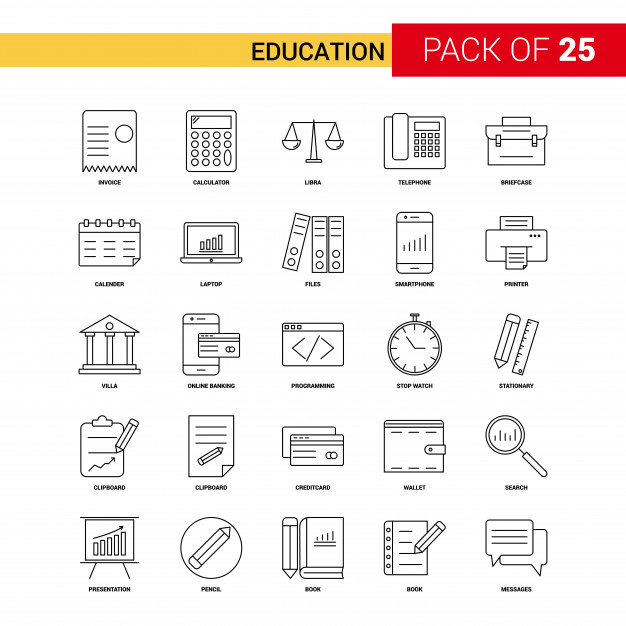 EDUCATION PACK OF 25
INVOICE CALCULATOR LIBRA TELEPHONE BRIEFCASE
CALENDER LAPTOP FILES SMARTPHONE PRINTER
VILLA ONLINE BANKING PROGRAMMING STOP WATCH STATIONARY
CLIPBOARD CLIPBOARD CREDITCARD WALLET SEARCH
PRESENTATION PENCIL BOOK BOOK MESSAGES